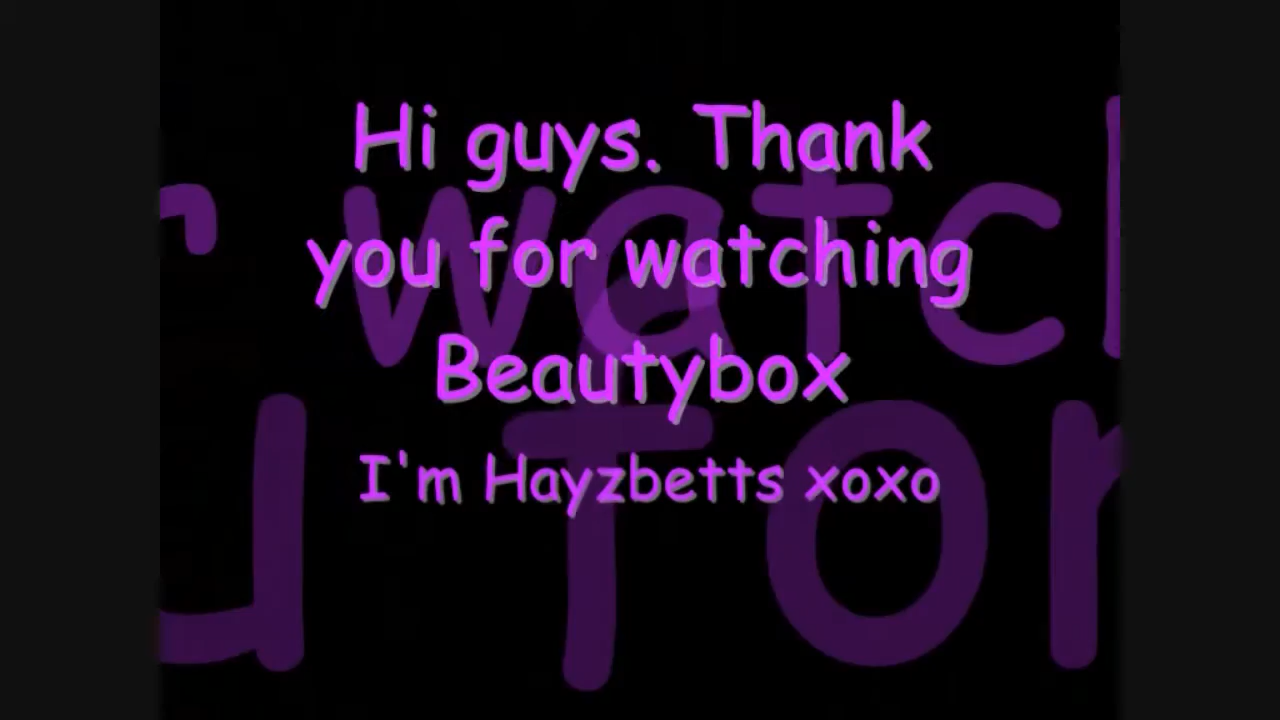 Hi guys. Thank
you for watching
Beautybox
I'm Hayzbetts xoxo